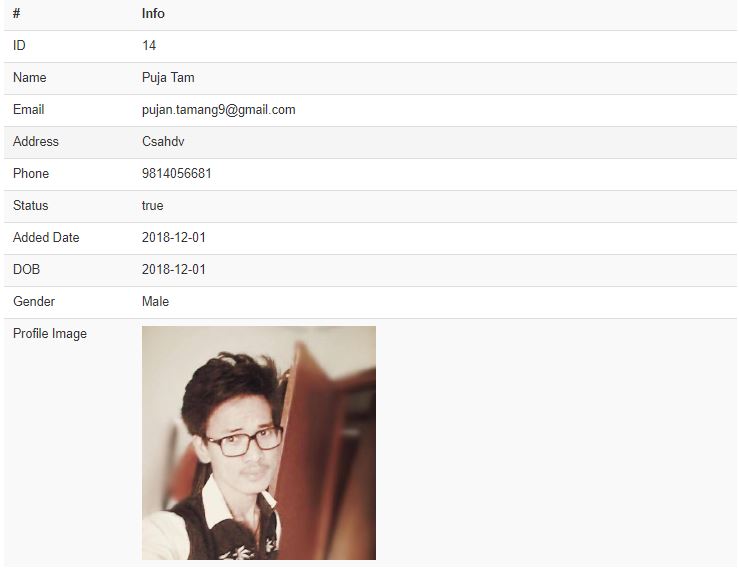 # Info
ID 14
Name Puja Tam
Email pujan.tamang9@gmail.com
Address Csahdv
Phone 9814056681
Status true
Added Date 2018-12-01
DOB 2018-12-01
Gender Male
Profile Image